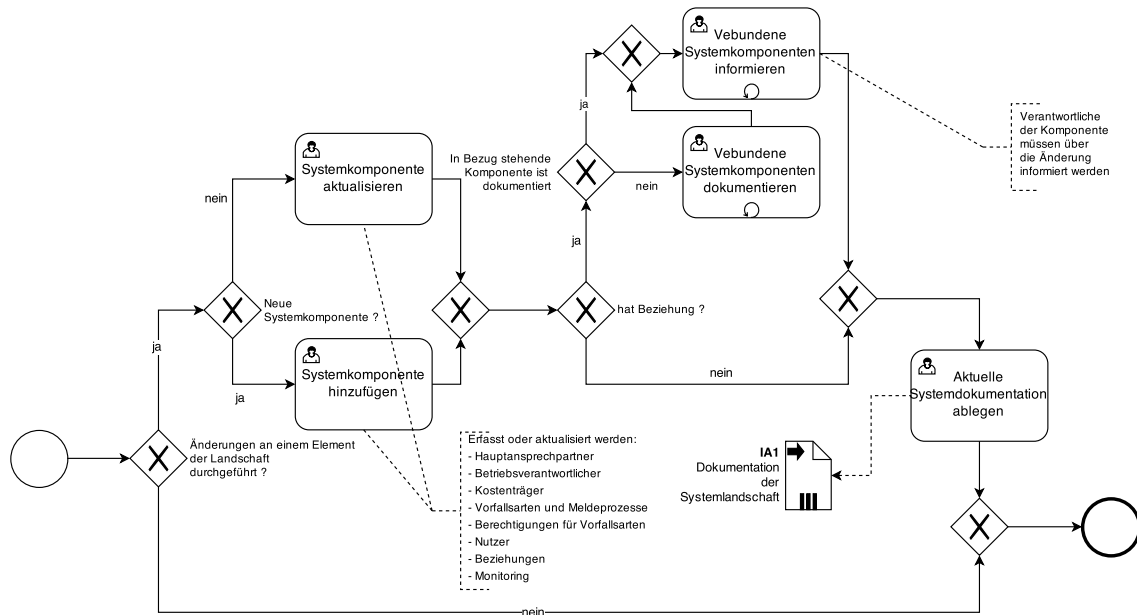 Vebundene
Systemkomponenten
informieren
ja
Verantwortliche
der Komponente
müssen über
die Änderung
informiert werden
In Bezug stehende
Komponente ist
dokumentiert
nein
Vebundene
Systemkomponenten
dokumentieren
Systemkomponente
aktualisieren
nein
ja
Neue
Systemkomponente ?
hat Beziehung ?
ja
Systemkomponente
hinzufügen
ja
nein
Aktuelle
Systemdokumentation
ablegen
Änderungen an einem Element
der Landschaft
durchgeführt ?
Erfasst oder aktualisiert werden:
- Hauptansprechpartner
- Betriebsverantwortlicher
- Kostenträger
- Vorfallsarten und Meldeprozesse
- Berechtigungen für Vorfallsarten
- Nutzer
- Beziehungen
- Monitoring
IA1
Dokumentation
der
Systemlandschaft
nein